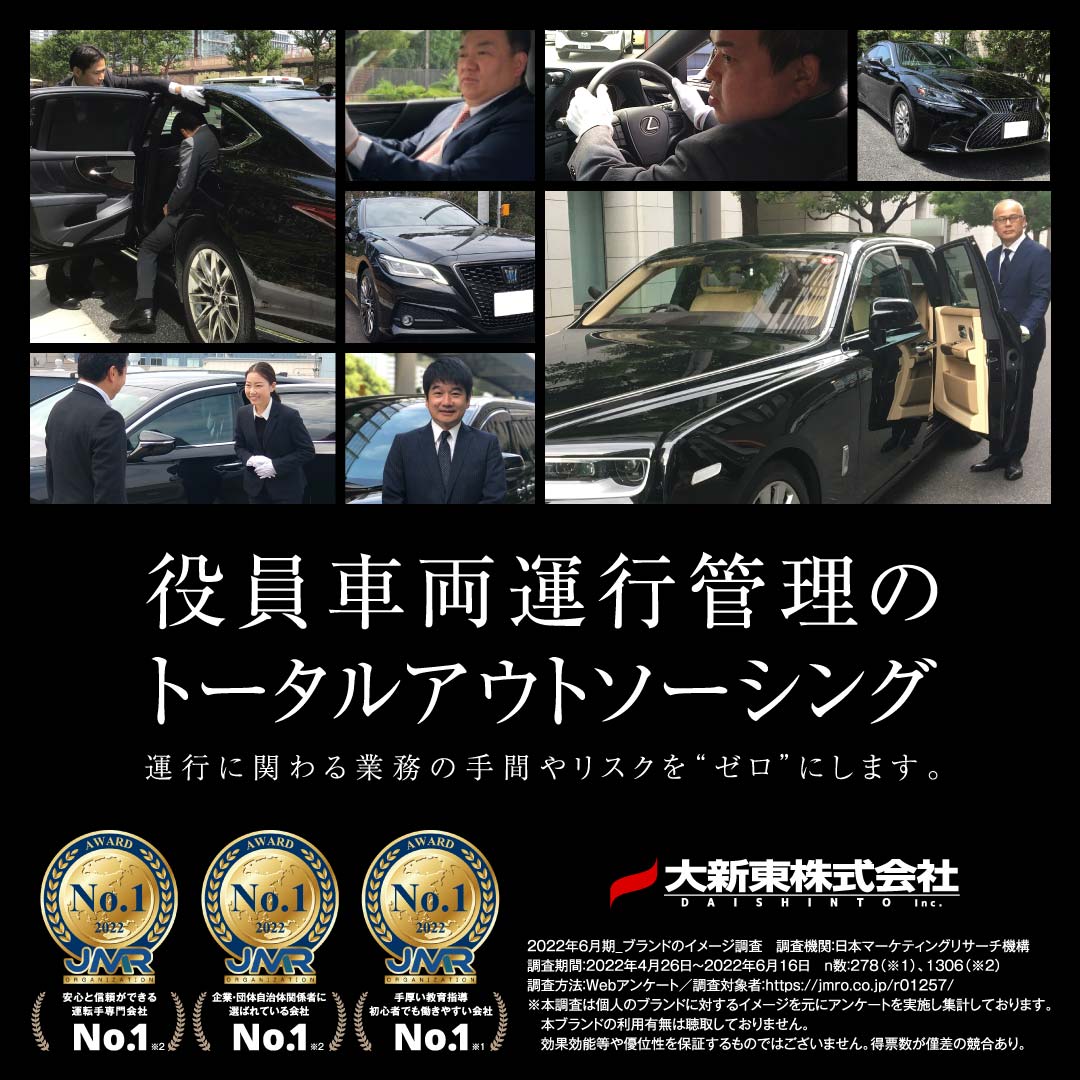 役員車両運行管理の
トータルアウトソーシング
運行に関わる業務の手間やリスクを“ゼロ”にします。
AWARD
No.1
2022
JMR
ORGANIZATION
安心と信頼ができる
運転手専門会社
No.1 ※2
AWARD
No.1
2022
JMR
ORGANIZATION
企業・団体自治体関係者に
選ばれている会社
No.1 ※2
AWARD
No.1
2022
JMR
ORGANIZATION
手厚い教育指導
初心者でも働きやすい会社
No.1 ※1
大新東株式会社
DAISHINTO Inc.
2022年6月期_ブランドのイメージ調査　調査機関:日本マーケティングリサーチ機構
調査期間:2022年4月26日～2022年6月16日　n数:278(※1)、1306(※2)
調査方法:Webアンケート／調査対象者:https://jmro.co.jp/r01257/
※本調査は個人のブランドに対するイメージを元にアンケートを実施し集計しております。
本ブランドの利用有無は聴取しておりません。
効果効能等や優位性を保証するものではございません。得票数が僅差の競合あり。